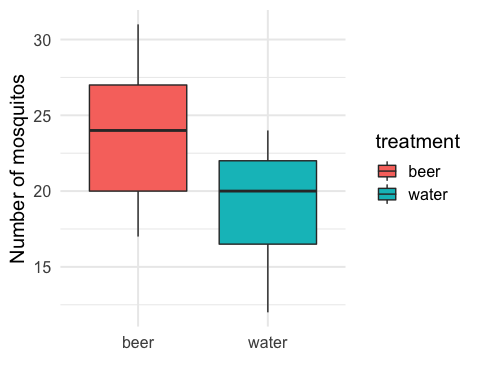 Number of mosquitos
30
25
20
15
beer
water
treatment
beer
water